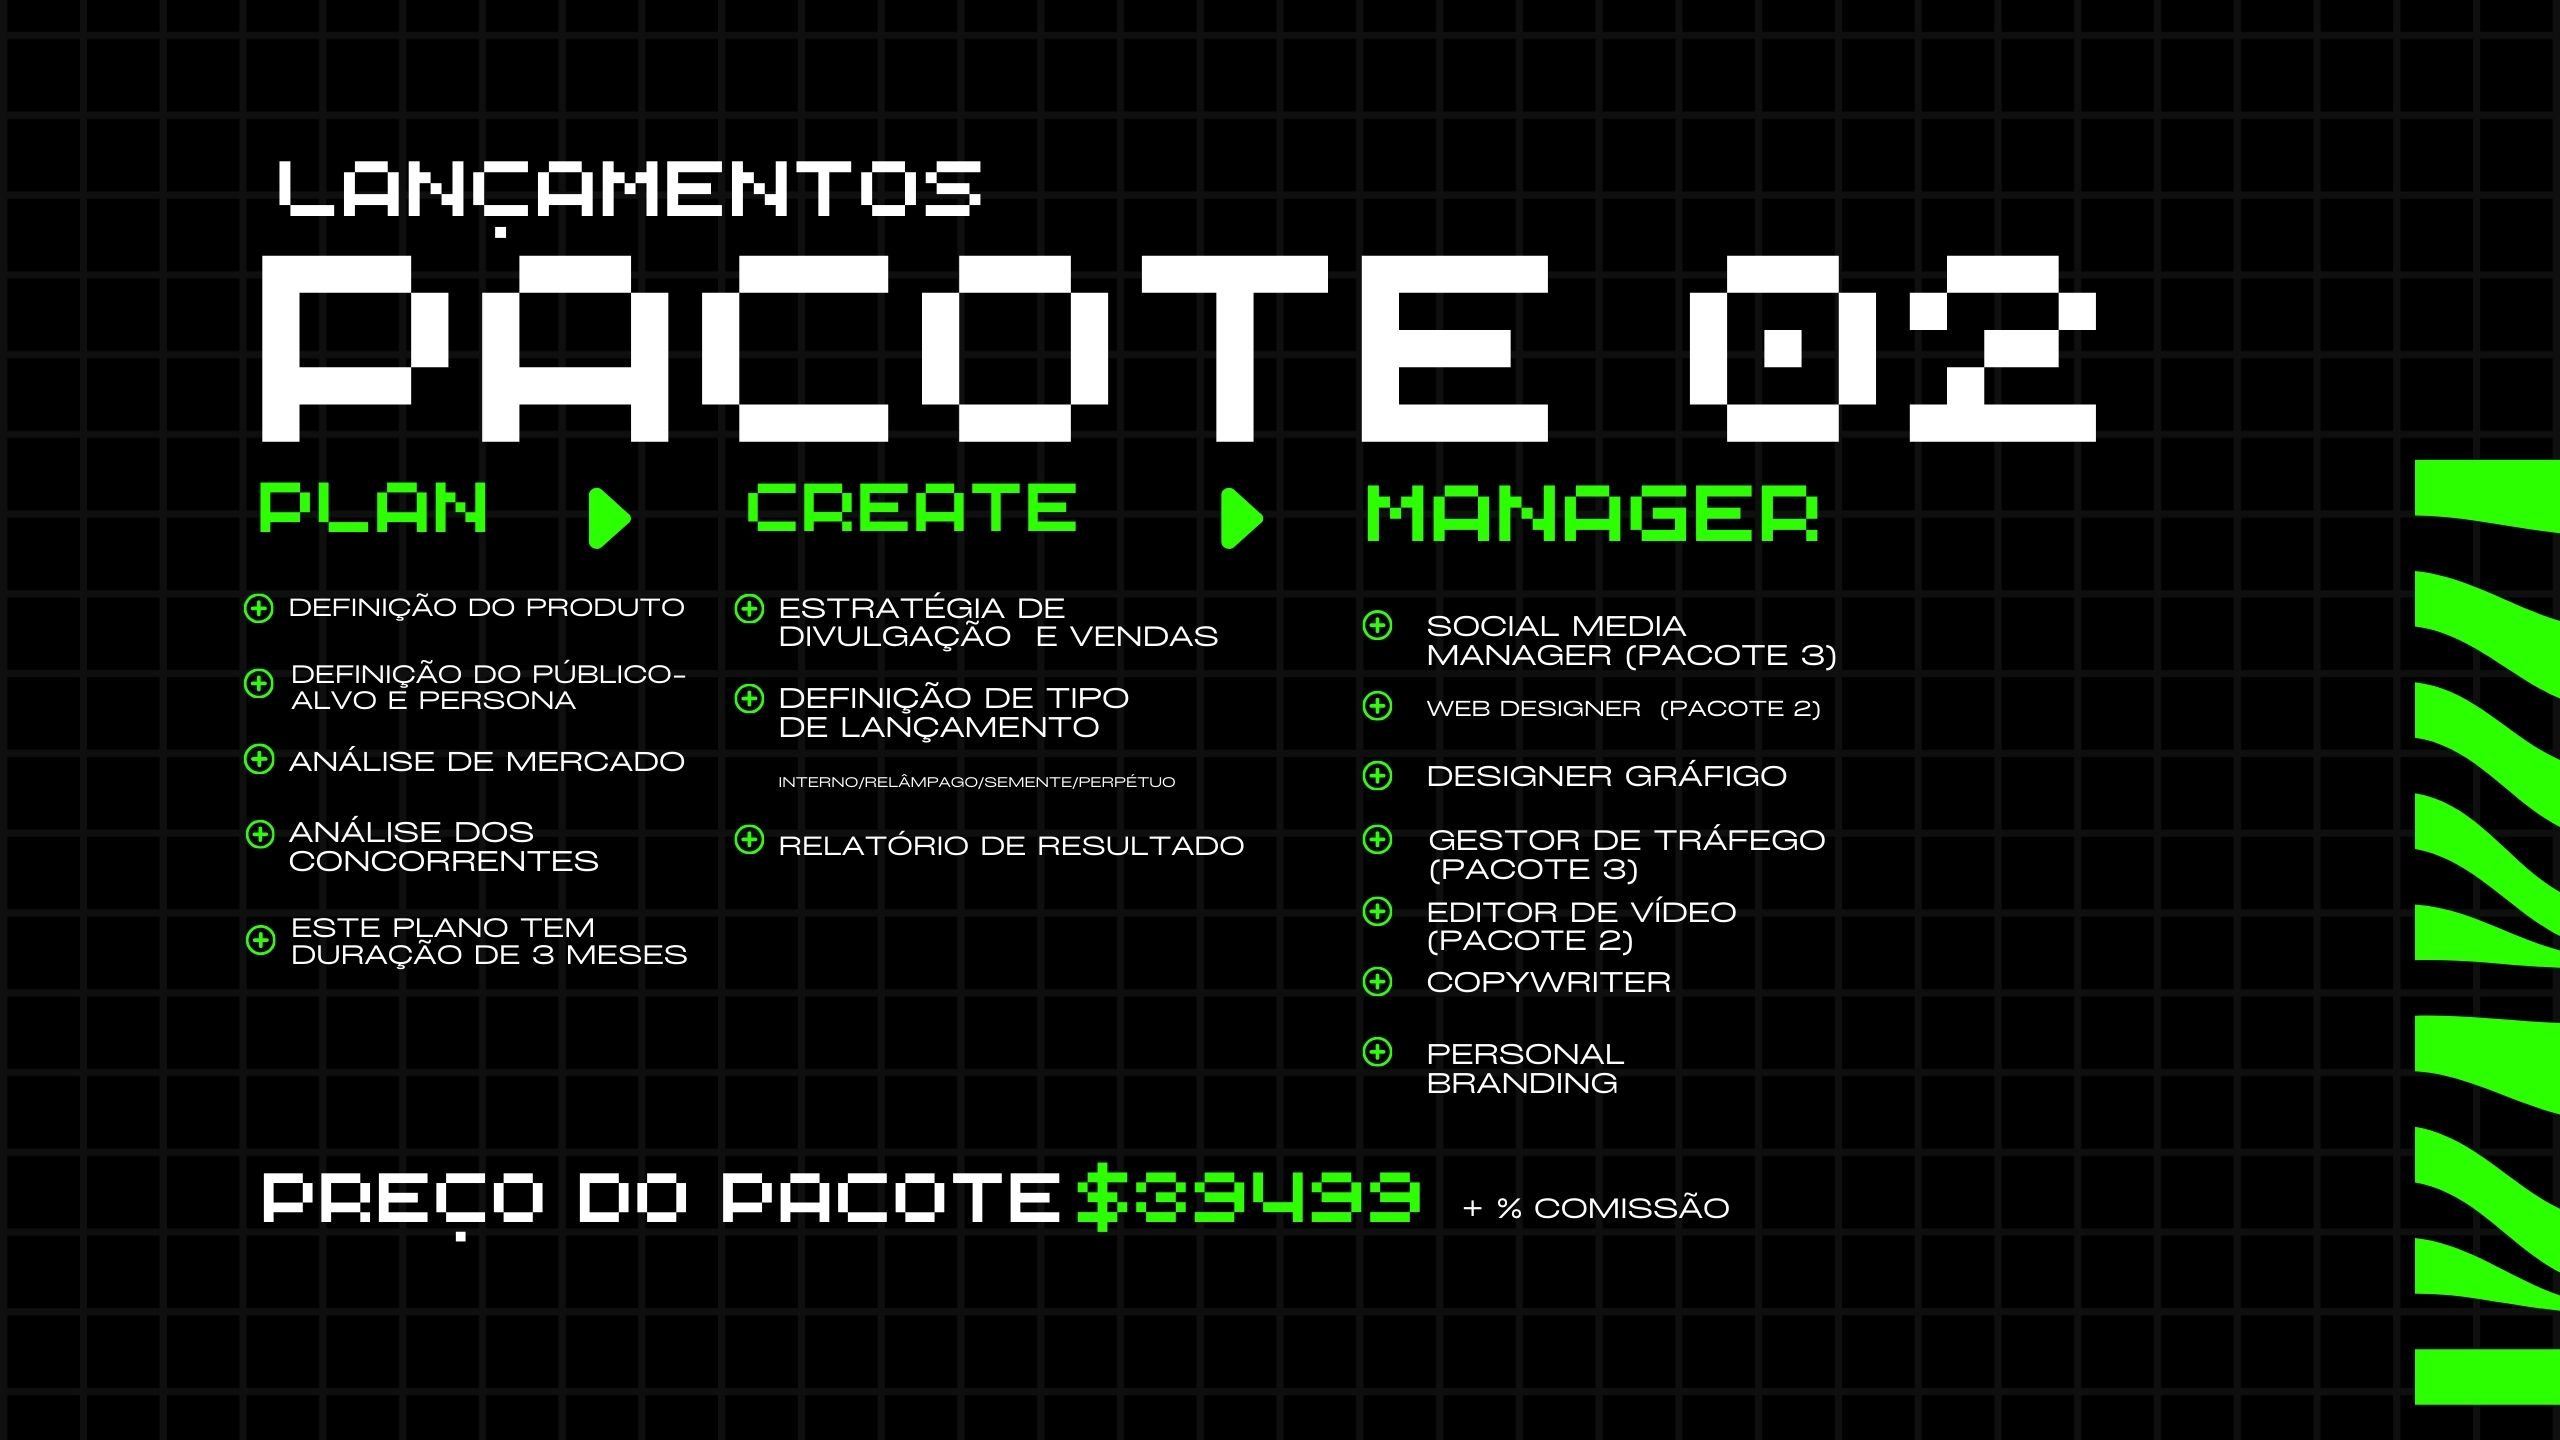 LANÇAMENTOS
PACOTE 02
PLAN
DEFINIÇÃO DO PRODUTO
DEFINIÇÃO DO PÚBLICO-
ALVO E PERSONA
ANÁLISE DE MERCADO
ANÁLISE DOS
CONCORRENTES
ESTE PLANO TEM
DURAÇÃO DE 3 MESES
CREATE
ESTRATÉGIA DE
DIVULGAÇÃO  E VENDAS
DEFINIÇÃO DE TIPO
DE LANÇAMENTO
INTERNO/RELÂMPAGO/SEMENTE/PERPÉTUO
RELATÓRIO DE RESULTADO
MANAGER
SOCIAL MEDIA
MANAGER (PACOTE 3)
WEB DESIGNER  (PACOTE 2)
DESIGNER GRÁFIGO
GESTOR DE TRÁFEGO
(PACOTE 3)
EDITOR DE VÍDEO
(PACOTE 2)
COPYWRITER
PERSONAL
BRANDING
PREÇO DO PACOTE $39499 + % COMISSÃO